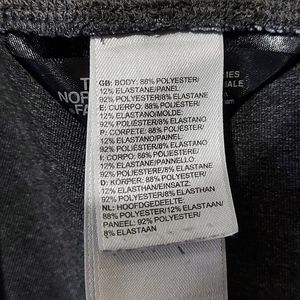 GB: BODY: 88% POLYESTER/
12% ELASTANE/PANEL:
92% POLYESTER/8% ELASTANE
E: CUERPO: 88% POLIÉSTER/
12% ELASTANO/MOLDE:
92% POLIÉSTER/8% ELASTANO
P: CORPETE: 88% POLIÉSTER/
12% ELASTANO/PAINEL:
92% POLIÉSTER/8% ELASTANO
I: CORPO: 88% POLIESTERE/
12% ELASTANE/PANNELLO:
92% POLIESTERE/8% ELASTANE
D: KÖRPER: 88% POLYESTER/
12% ELASTHAN/EINSATZ:
92% POLYESTER/8% ELASTHAN
NL: HOOFDGEDEELTE:
88% POLYESTER/12% ELASTAAN/
PANEEL: 92% POLYESTER/
8% ELASTAAN